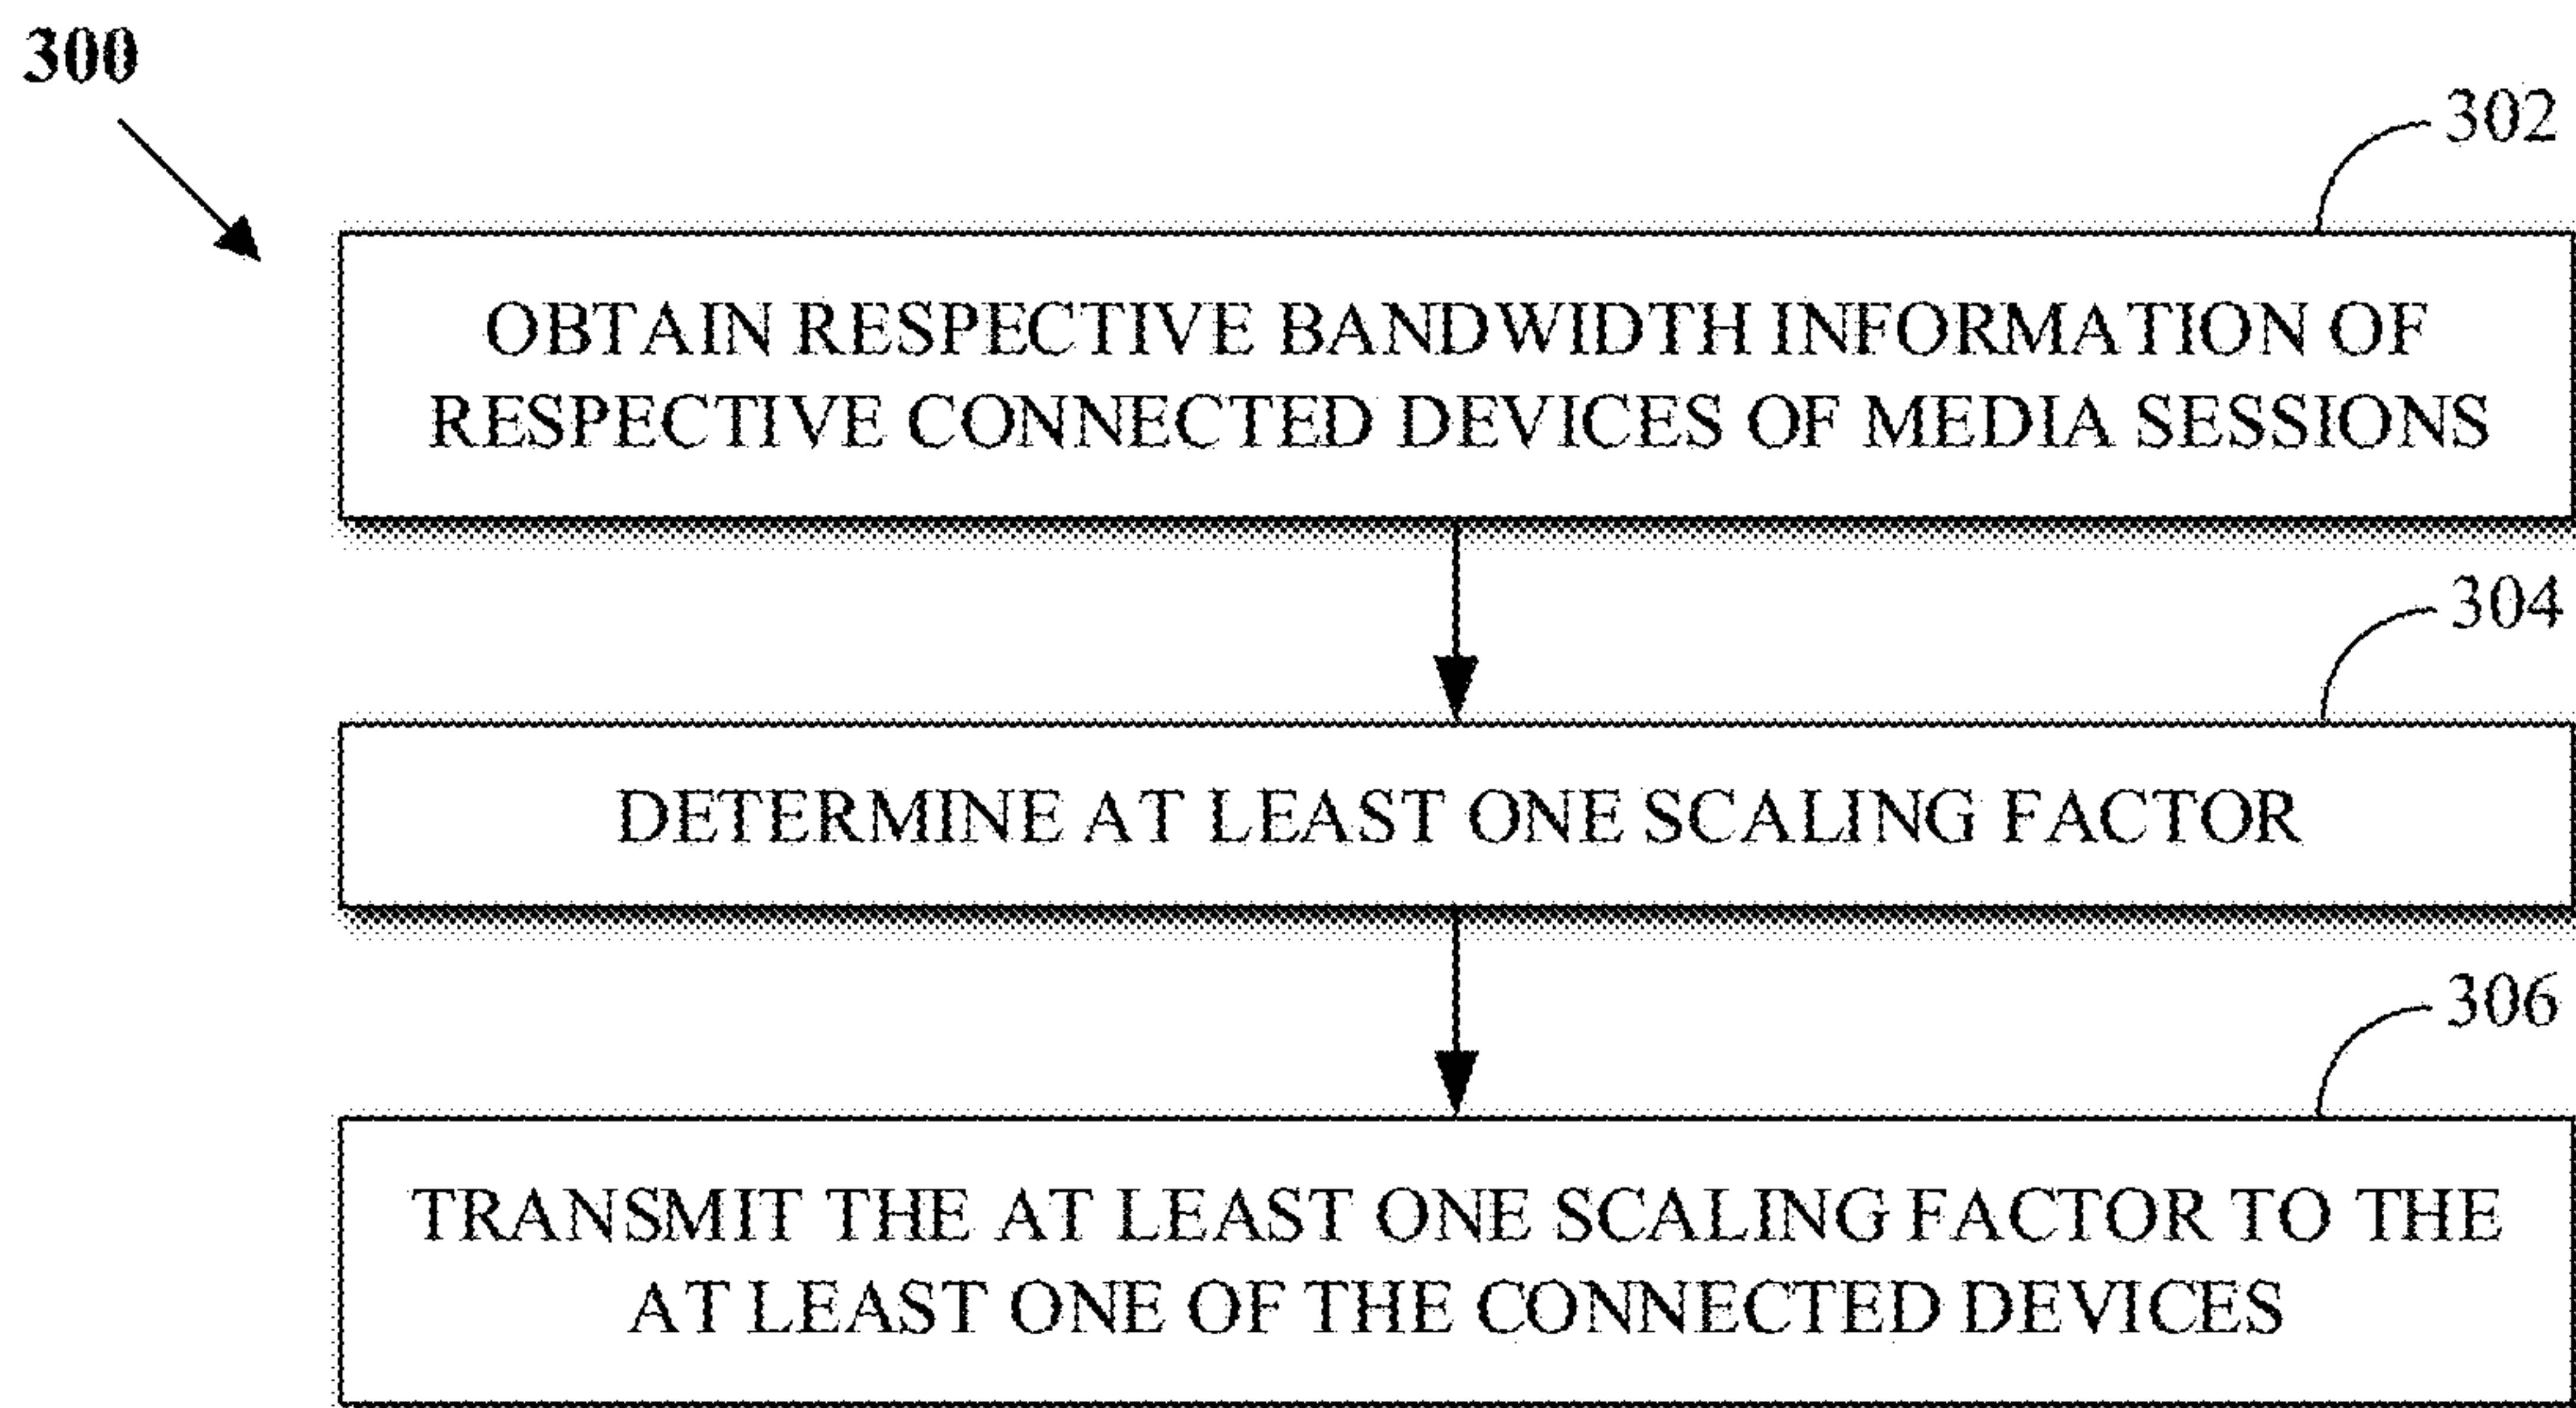 300
302
OBTAIN RESPECTIVE BANDWIDTH INFORMATION OF
RESPECTIVE CONNECTED DEVICES OF MEDIA SESSIONS
304
DETERMINE AT LEAST ONE SCALING FACTOR
306
TRANSMIT THE AT LEAST ONE SCALING FACTOR TO THE
AT LEAST ONE OF THE CONNECTED DEVICES